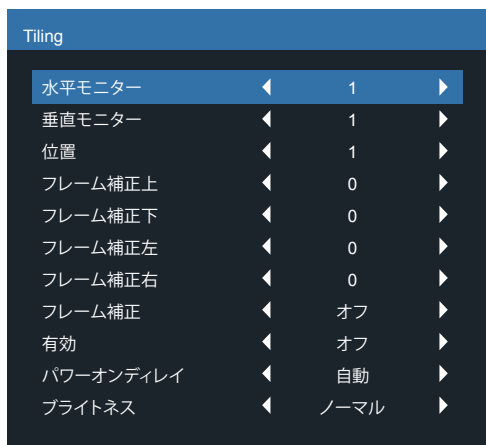 Tiling
水平モニター 1
垂直モニター 1
位置 1
フレーム補正上 0
フレーム補正下 0
フレーム補正左 0
フレーム補正右 0
フレーム補正 オフ
有効 オフ
パワーオンディレイ 自動
ブライトネス ノーマル